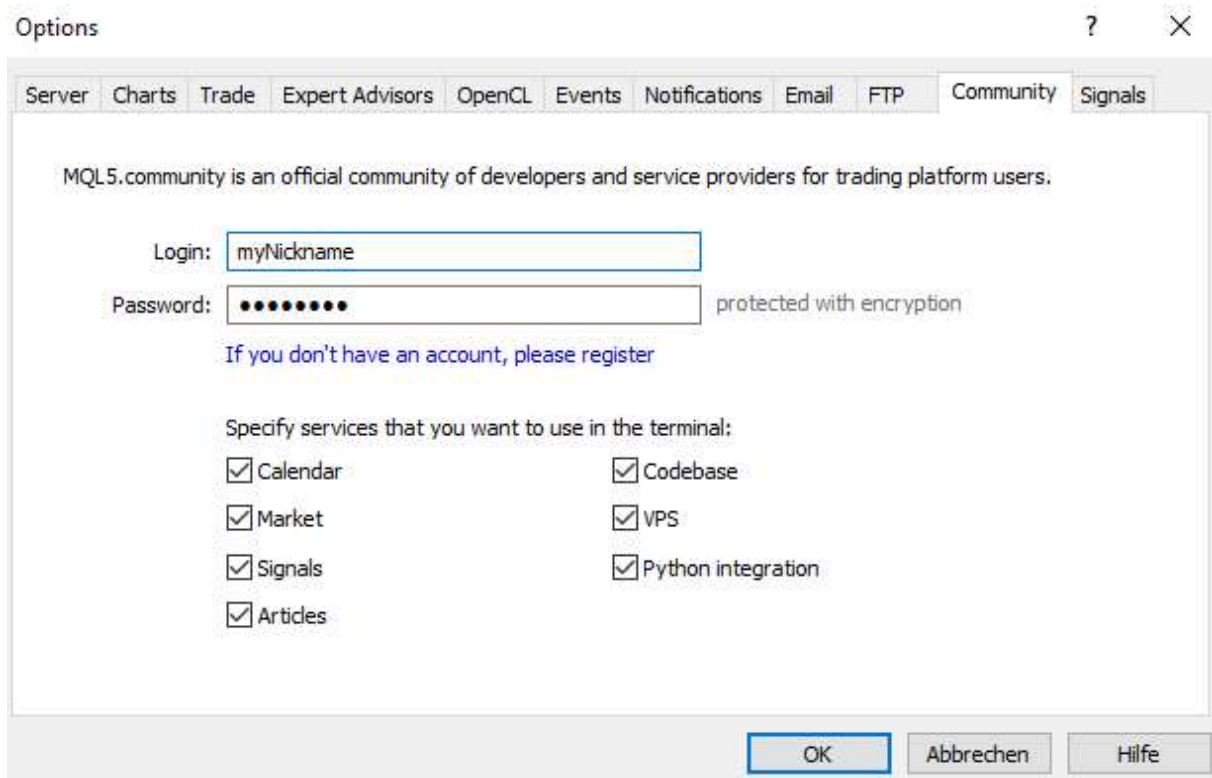 Options ?
Server Charts Trade Expert Advisors OpenCL Events Notifications Email FTP Community Signals
MQL5.community is an official community of developers and service providers for trading platform users.
Login: myNickname
Password: ●●●●●●●● protected with encryption
If you don't have an account, please register
Specify services that you want to use in the terminal:
Calendar Codebase
Market VPS
Signals Python integration
Articles
OK Abbrechen Hilfe